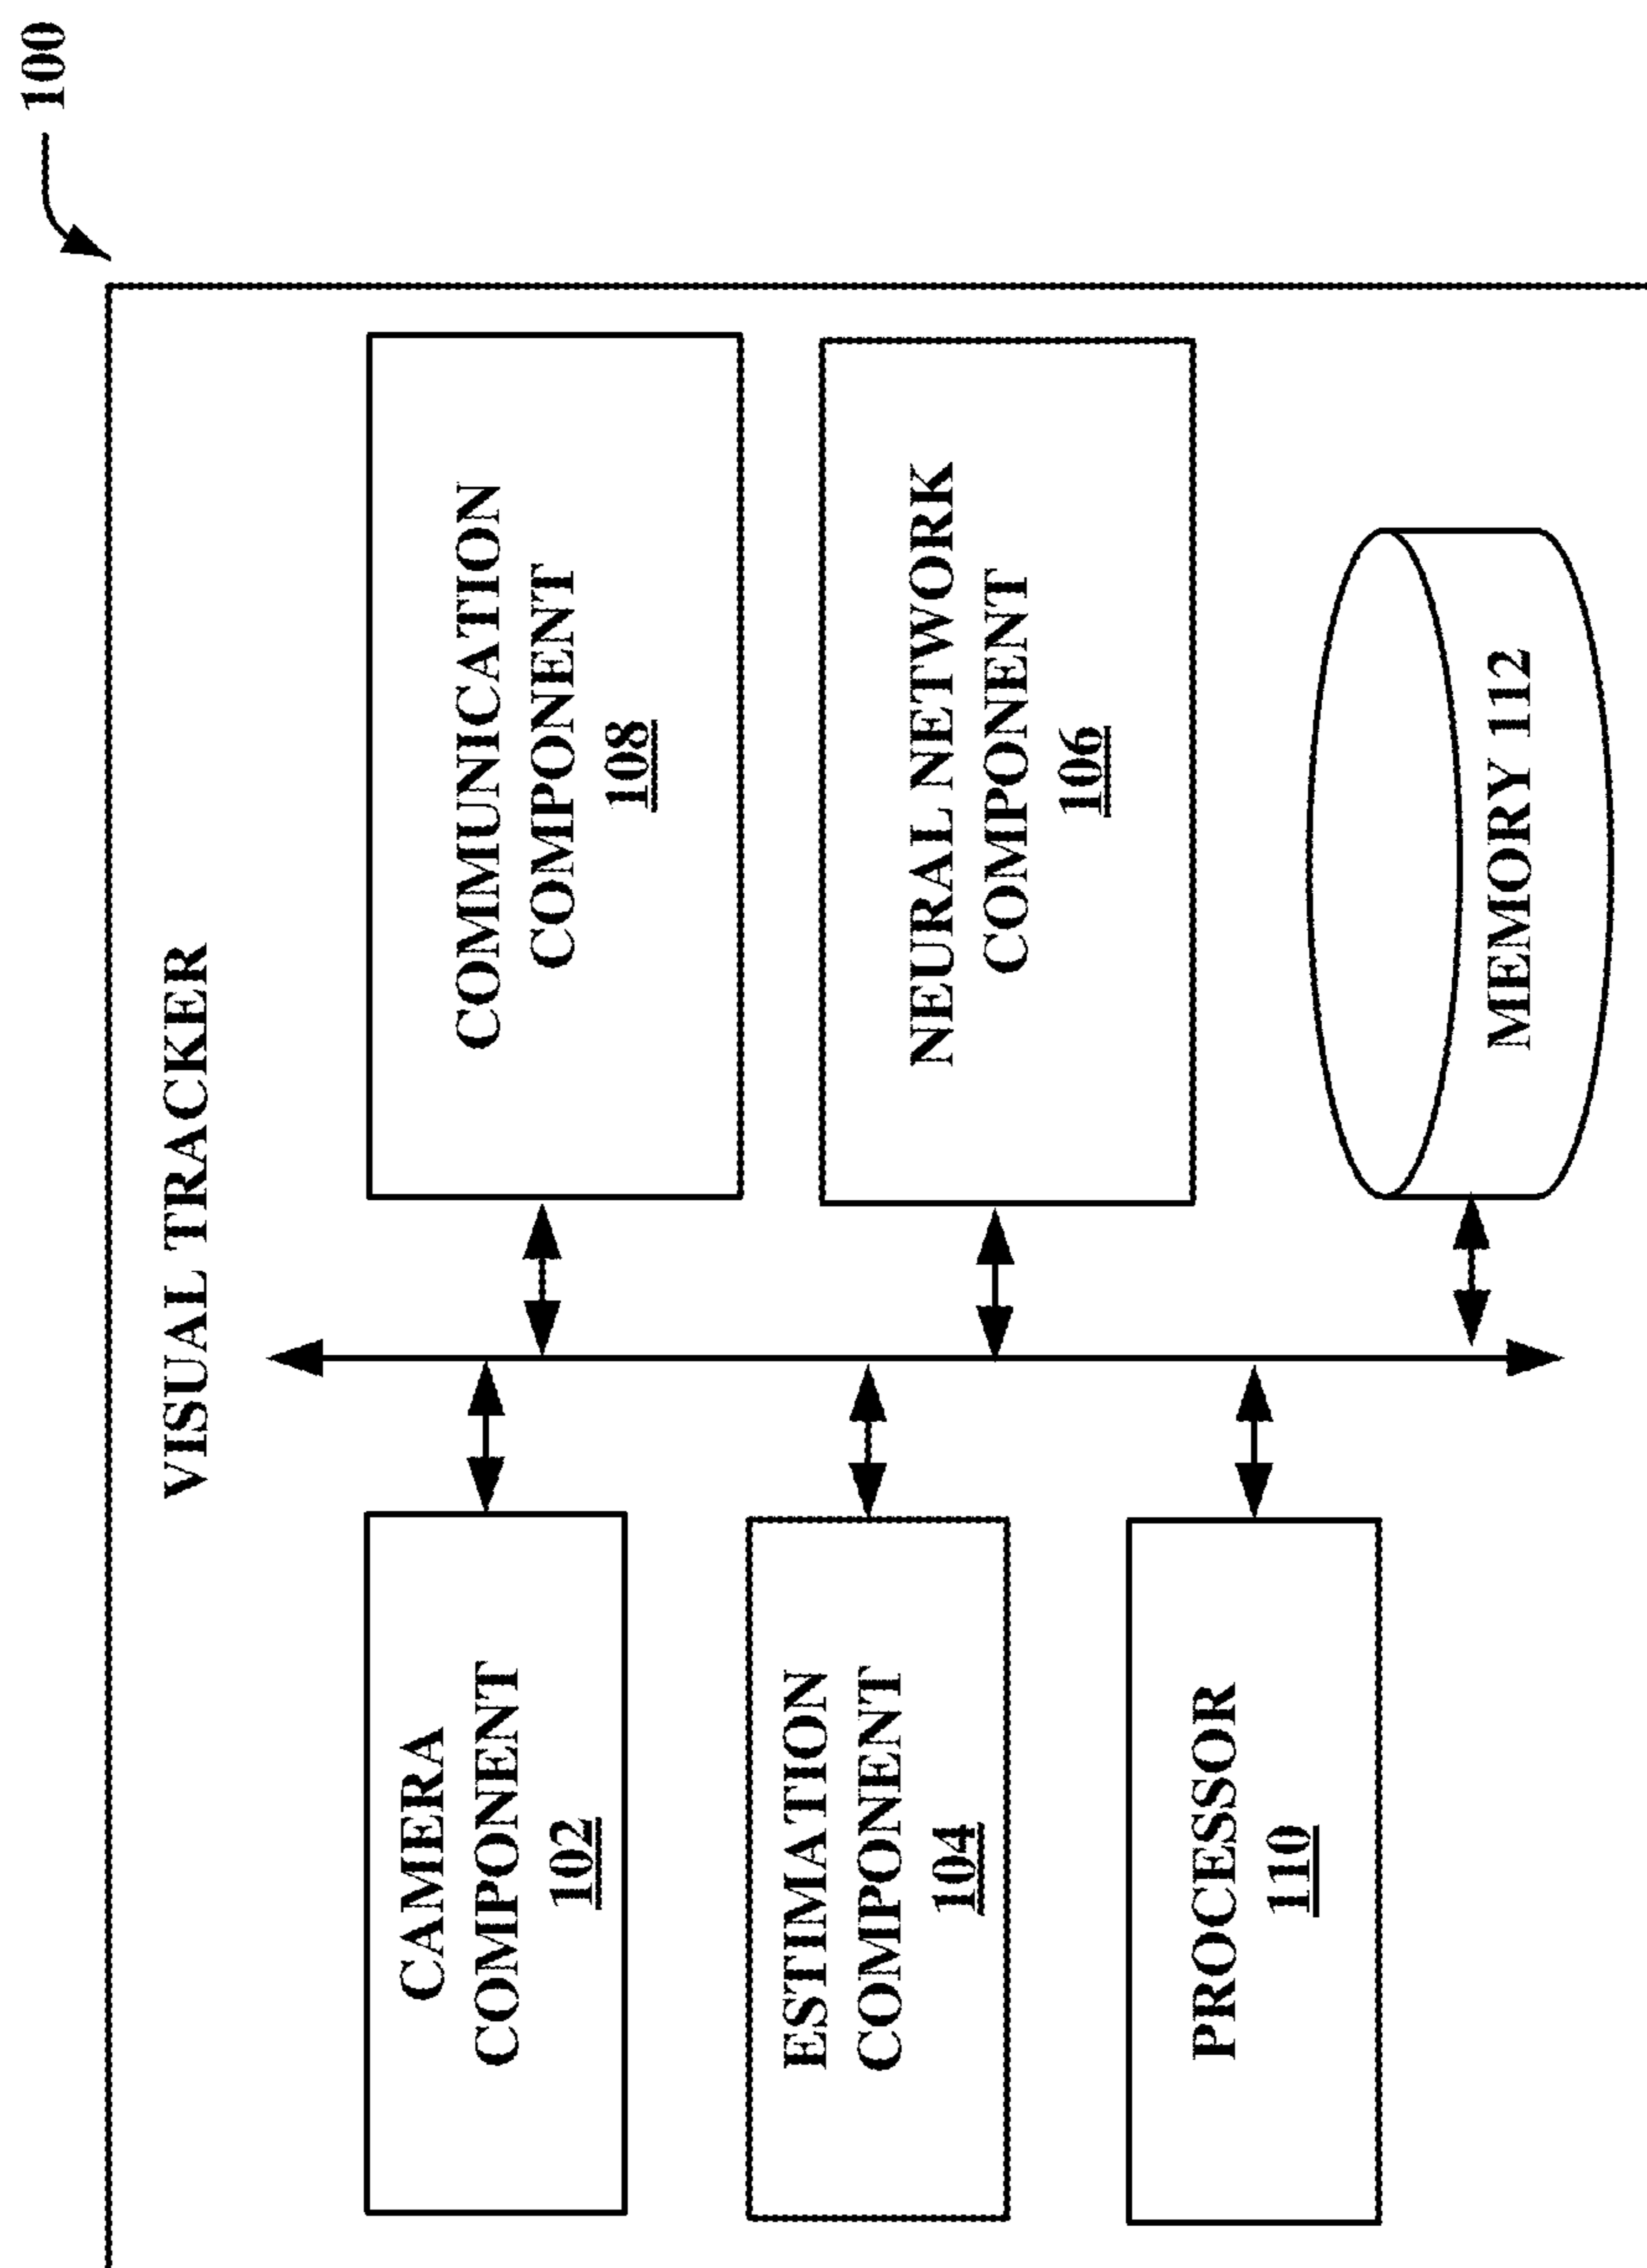 100
VISUAL TRACKER
CAMERA
COMPONENT
102
COMMUNICATION
COMPONENT
108
ESTIMATION
COMPONENT
104
NEURAL NETWORK
COMPONENT
106
PROCESSOR
110
MEMORY 112